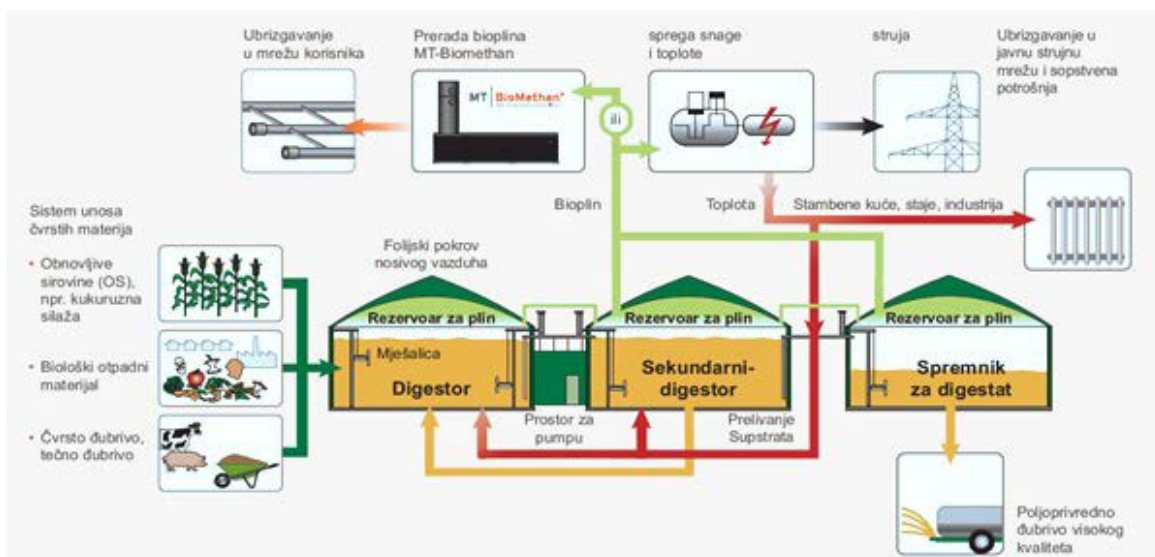 Ubrizgavanje
u mrežu korisnika
Prerada bioplina
MT-Biomethan
sprega snage
i toplote
struja
Ubrizgavanje u
javnu strujnu
mrežu i sopstvena
potrošnja
MT BioMethan
ili
Bioplin
Toplota
Stambene kuće, staje, industrija
Sistem unosa
čvrstih materija
• Obnovljive
sirovine (OS),
npr. kukuruzna
silaža
• Biološki otpadni
materijal
• Čvrsto đubrivo,
tečno đubrivo
Folijski pokrov
nosivog vazduha
Rezervoar za plin
Mješalica
Digestor
Prostor za
pumpu
Rezervoar za plin
Sekundarni-
digestor
Prelivanje
Supstrata
Rezervoar za plin
Spremnik
za digestat
Poljoprivredno
đubrivo visokog
kvaliteta